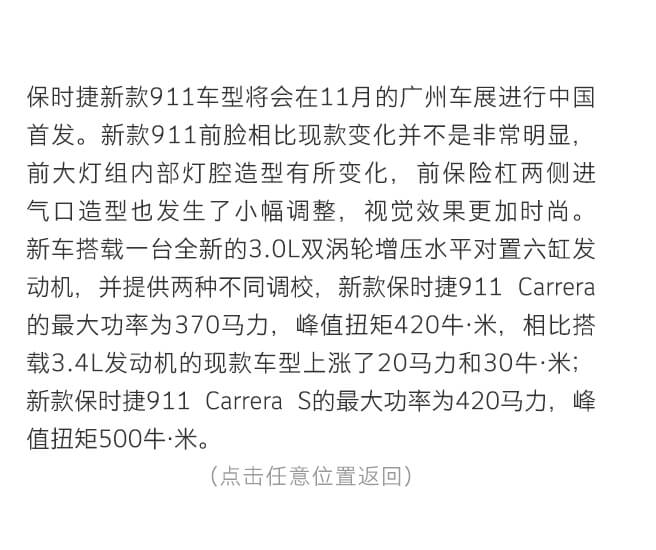 保时捷新款911车型将会在11月的广州车展进行中国
首发。新款911前脸相比现款变化并不是非常明显，
前大灯组内部灯腔造型有所变化，前保险杠两侧进
气口造型也发生了小幅调整，视觉效果更加时尚。
新车搭载一台全新的3.0L双涡轮增压水平对置六缸发
动机，并提供两种不同调校，新款保时捷911 Carrera
的最大功率为370马力，峰值扭矩420牛·米，相比搭
载3.4L发动机的现款车型上涨了20马力和30牛·米；
新款保时捷911 Carrera S的最大功率为420马力，峰
值扭矩500牛·米。
（点击任意位置返回）